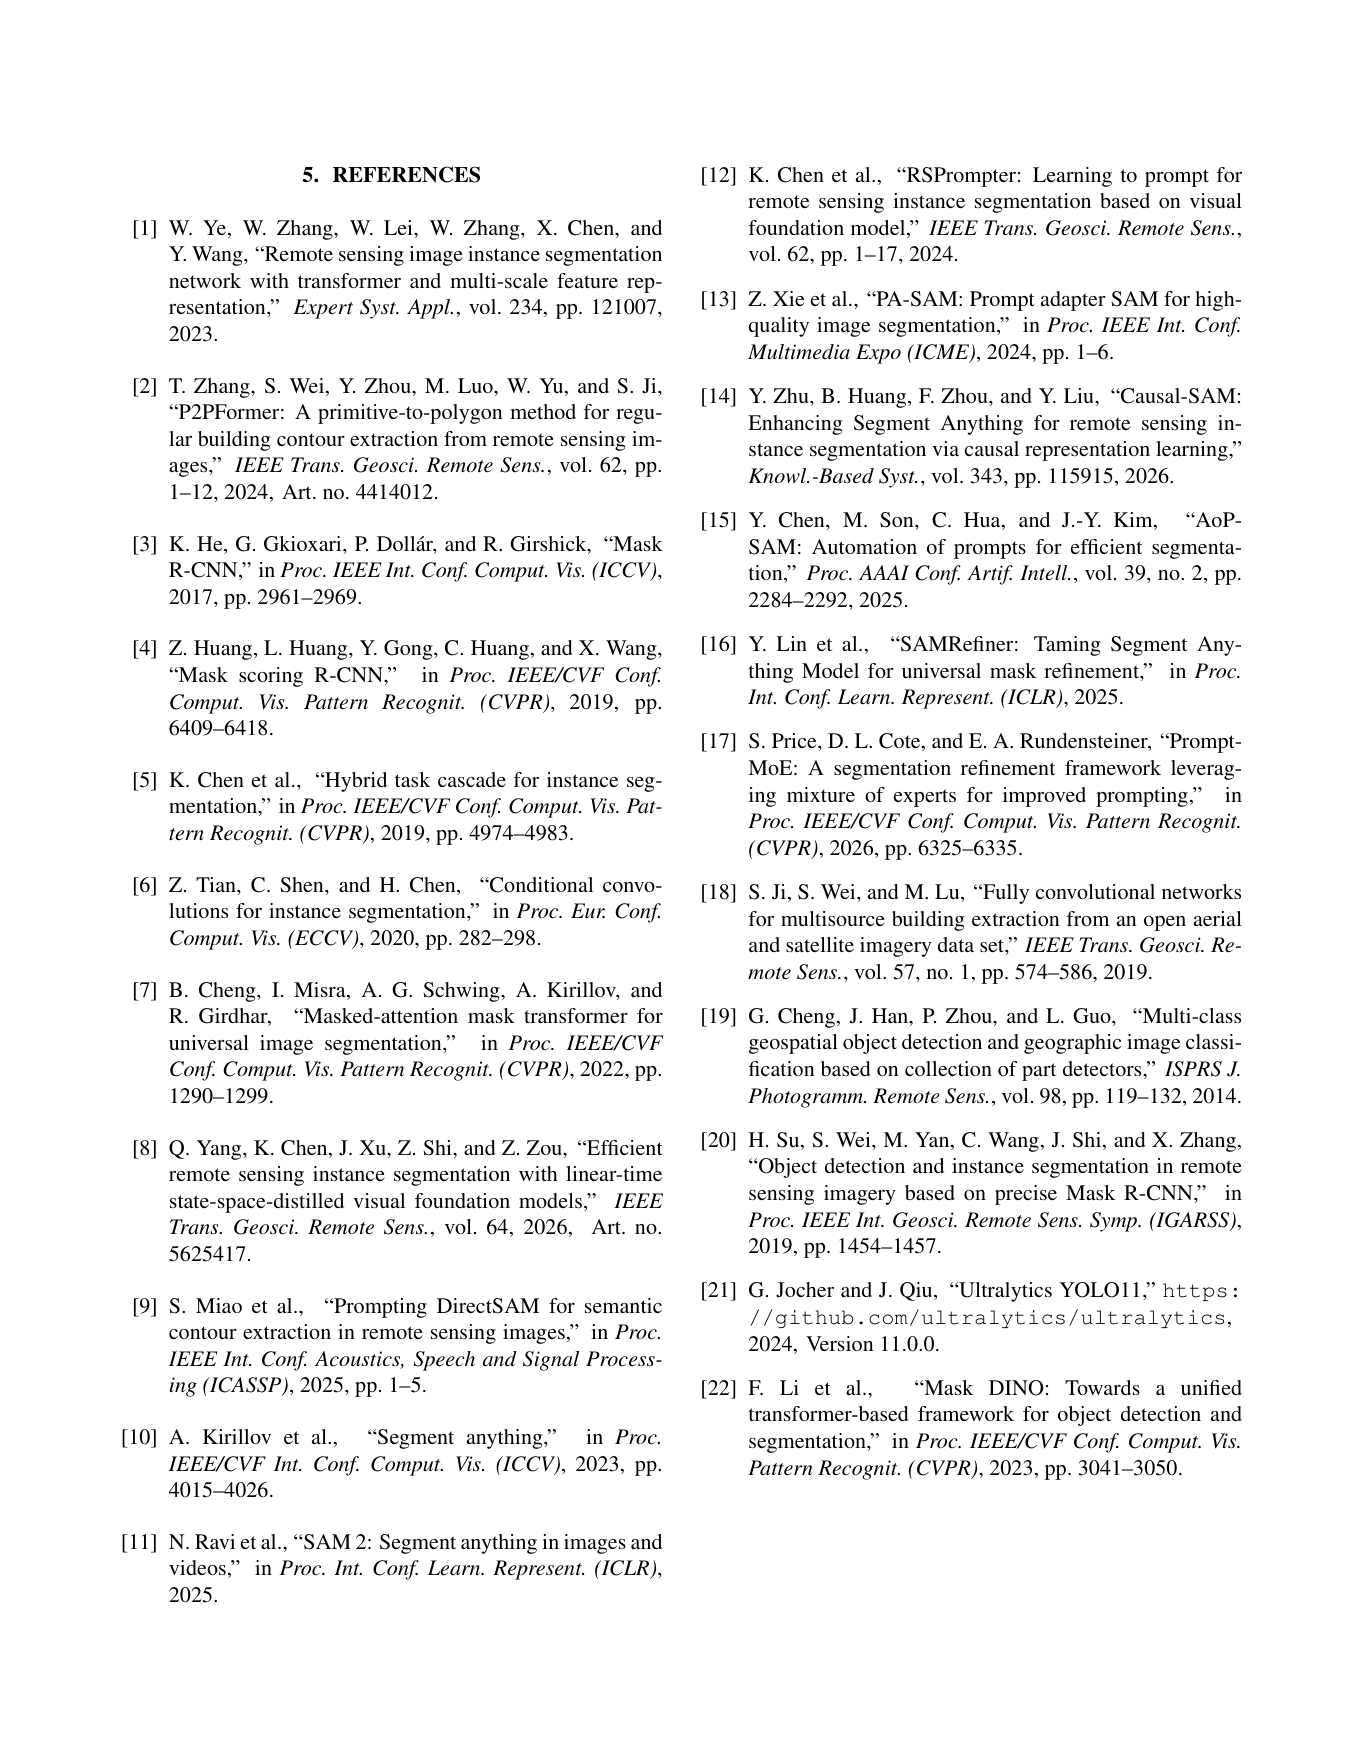 5. REFERENCES
[1] W. Ye, W. Zhang, W. Lei, W. Zhang, X. Chen, and
Y. Wang, “Remote sensing image instance segmentation
network with transformer and multi-scale feature rep-
resentation,” Expert Syst. Appl., vol. 234, pp. 121007,
2023.
[2] T. Zhang, S. Wei, Y. Zhou, M. Luo, W. Yu, and S. Ji,
“P2PFormer: A primitive-to-polygon method for regu-
lar building contour extraction from remote sensing im-
ages,” IEEE Trans. Geosci. Remote Sens., vol. 62, pp.
1–12, 2024, Art. no. 4414012.
[3] K. He, G. Gkioxari, P. Dollár, and R. Girshick, “Mask
R-CNN,” in Proc. IEEE Int. Conf. Comput. Vis. (ICCV),
2017, pp. 2961–2969.
[4] Z. Huang, L. Huang, Y. Gong, C. Huang, and X. Wang,
“Mask scoring R-CNN,” in Proc. IEEE/CVF Conf.
Comput. Vis. Pattern Recognit. (CVPR), 2019, pp.
6409–6418.
[5] K. Chen et al., “Hybrid task cascade for instance seg-
mentation,” in Proc. IEEE/CVF Conf. Comput. Vis. Pat-
tern Recognit. (CVPR), 2019, pp. 4974–4983.
[6] Z. Tian, C. Shen, and H. Chen, “Conditional convo-
lutions for instance segmentation,” in Proc. Eur. Conf.
Comput. Vis. (ECCV), 2020, pp. 282–298.
[7] B. Cheng, I. Misra, A. G. Schwing, A. Kirillov, and
R. Girdhar, “Masked-attention mask transformer for
universal image segmentation,” in Proc. IEEE/CVF
Conf. Comput. Vis. Pattern Recognit. (CVPR), 2022, pp.
1290–1299.
[8] Q. Yang, K. Chen, J. Xu, Z. Shi, and Z. Zou, “Efficient
remote sensing instance segmentation with linear-time
state-space-distilled visual foundation models,” IEEE
Trans. Geosci. Remote Sens., vol. 64, 2026, Art. no.
5625417.
[9] S. Miao et al., “Prompting DirectSAM for semantic
contour extraction in remote sensing images,” in Proc.
IEEE Int. Conf. Acoustics, Speech and Signal Process-
ing (ICASSP), 2025, pp. 1–5.
[10] A. Kirillov et al., “Segment anything,” in Proc.
IEEE/CVF Int. Conf. Comput. Vis. (ICCV), 2023, pp.
4015–4026.
[11] N. Ravi et al., “SAM 2: Segment anything in images and
videos,” in Proc. Int. Conf. Learn. Represent. (ICLR),
2025.
[12] K. Chen et al., “RSPrompter: Learning to prompt for
remote sensing instance segmentation based on visual
foundation model,” IEEE Trans. Geosci. Remote Sens.,
vol. 62, pp. 1–17, 2024.
[13] Z. Xie et al., “PA-SAM: Prompt adapter SAM for high-
quality image segmentation,” in Proc. IEEE Int. Conf.
Multimedia Expo (ICME), 2024, pp. 1–6.
[14] Y. Zhu, B. Huang, F. Zhou, and Y. Liu, “Causal-SAM:
Enhancing Segment Anything for remote sensing in-
stance segmentation via causal representation learning,”
Knowl.-Based Syst., vol. 343, pp. 115915, 2026.
[15] Y. Chen, M. Son, C. Hua, and J.-Y. Kim, “AoP-
SAM: Automation of prompts for efficient segmenta-
tion,” Proc. AAAI Conf. Artif. Intell., vol. 39, no. 2, pp.
2284–2292, 2025.
[16] Y. Lin et al., “SAMRefiner: Taming Segment Any-
thing Model for universal mask refinement,” in Proc.
Int. Conf. Learn. Represent. (ICLR), 2025.
[17] S. Price, D. L. Cote, and E. A. Rundensteiner, “Prompt-
MoE: A segmentation refinement framework leverag-
ing mixture of experts for improved prompting,” in
Proc. IEEE/CVF Conf. Comput. Vis. Pattern Recognit.
(CVPR), 2026, pp. 6325–6335.
[18] S. Ji, S. Wei, and M. Lu, “Fully convolutional networks
for multisource building extraction from an open aerial
and satellite imagery data set,” IEEE Trans. Geosci. Re-
mote Sens., vol. 57, no. 1, pp. 574–586, 2019.
[19] G. Cheng, J. Han, P. Zhou, and L. Guo, “Multi-class
geospatial object detection and geographic image classi-
fication based on collection of part detectors,” ISPRS J.
Photogramm. Remote Sens., vol. 98, pp. 119–132, 2014.
[20] H. Su, S. Wei, M. Yan, C. Wang, J. Shi, and X. Zhang,
“Object detection and instance segmentation in remote
sensing imagery based on precise Mask R-CNN,” in
Proc. IEEE Int. Geosci. Remote Sens. Symp. (IGARSS),
2019, pp. 1454–1457.
[21] G. Jocher and J. Qiu, “Ultralytics YOLO11,” https:
//github.com/ultralytics/ultralytics,
2024, Version 11.0.0.
[22] F. Li et al., “Mask DINO: Towards a unified
transformer-based framework for object detection and
segmentation,” in Proc. IEEE/CVF Conf. Comput. Vis.
Pattern Recognit. (CVPR), 2023, pp. 3041–3050.